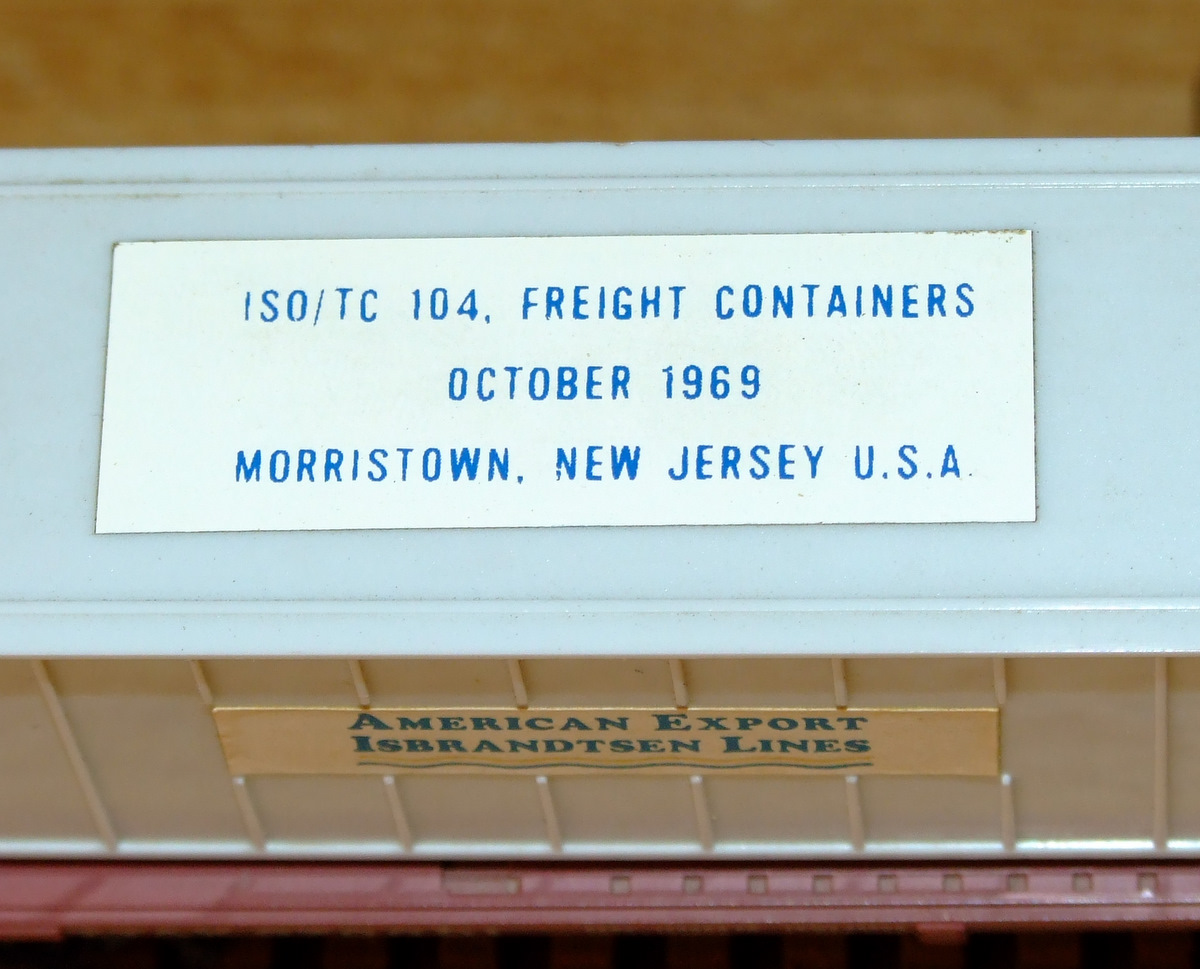 ISO/TC 104, FREIGHT CONTAINERS
OCTOBER 1969
MORRISTOWN, NEW JERSEY U.S.A.
AMERICAN EXPORT
ISBRANDTSEN LINES